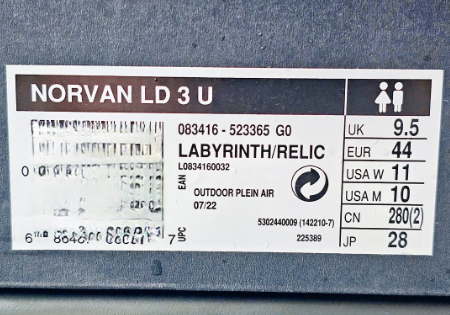 NORVAN LD 3 U
083416 - 523365 G0
LABYRINTH/RELIC
L0834160032
EAN
OUTDOOR PLEIN AIR
07/22
5302440009 (142210-7)
225389
UPC
7
UK 9.5
EUR 44
USA W 11
USA M 10
CN 280(2)
JP 28